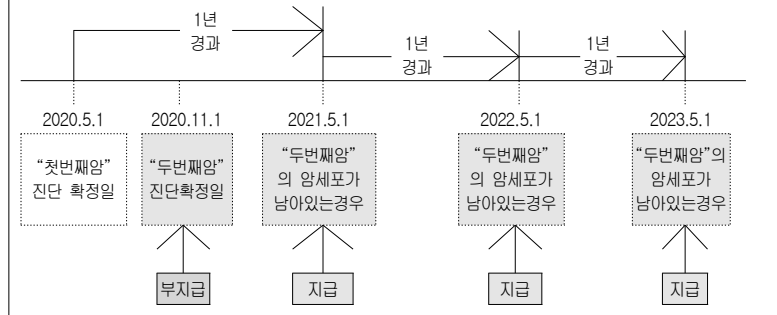 1년
경과
1년
경과
1년
경과
2020.5.1
2020.11.1
2021.5.1
2022.5.1
2023.5.1
“첫번째암”
진단 확정일
“두번째암”
진단확정일
“두번째암”
의 암세포가
남아있는경우
“두번째암”
의 암세포가
남아있는경우
“두번째암”의
암세포가
남아있는경우
부지급
지급
지급
지급